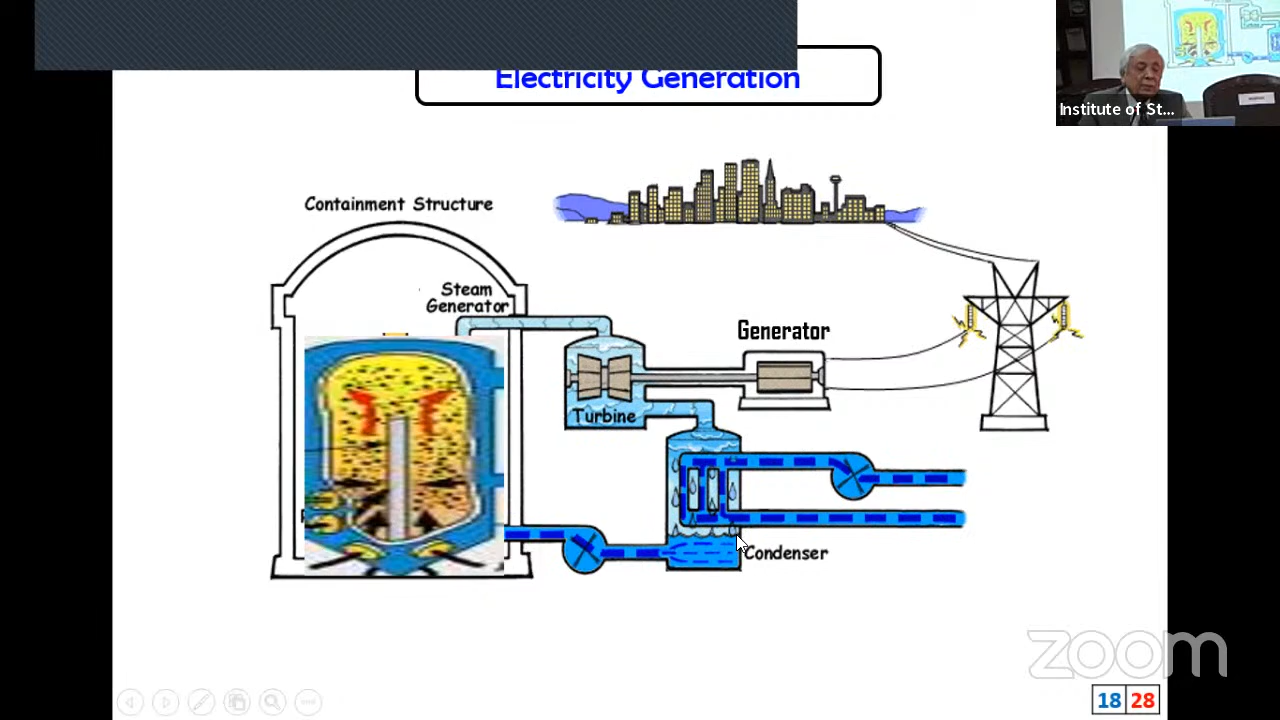 Electricity Generation
Institute of St...
Containment Structure
Steam
Generator
Generator
Turbine
Condenser
zoom
18 28